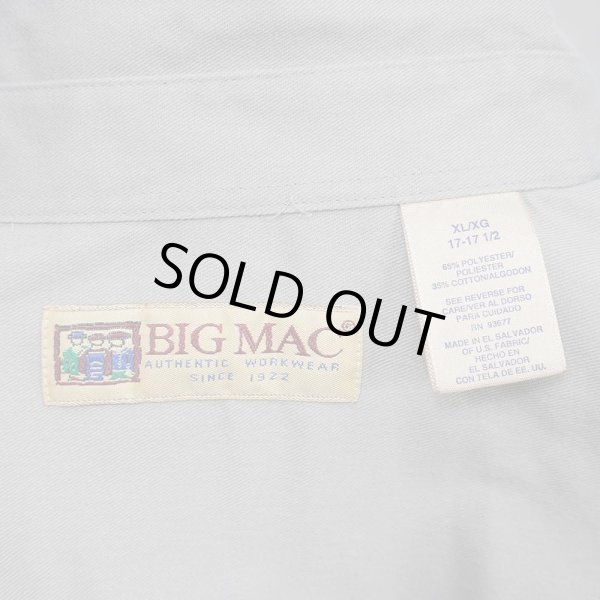 SOLD OUT
BIG MAC®
AUTHENTIC WORKWEAR
SINCE 1922
XL/XG
17-17 1/2
65% POLYESTER/
POLIESTER
35% COTTON/ALGODON
SEE REVERSE FOR
CARE/VER AL DORSO
PARA CUIDADO
RN 93677
MADE IN EL SALVADOR
OF U.S. FABRIC/
HECHO EN
EL SALVADOR
CON TELA DE EE. UU.